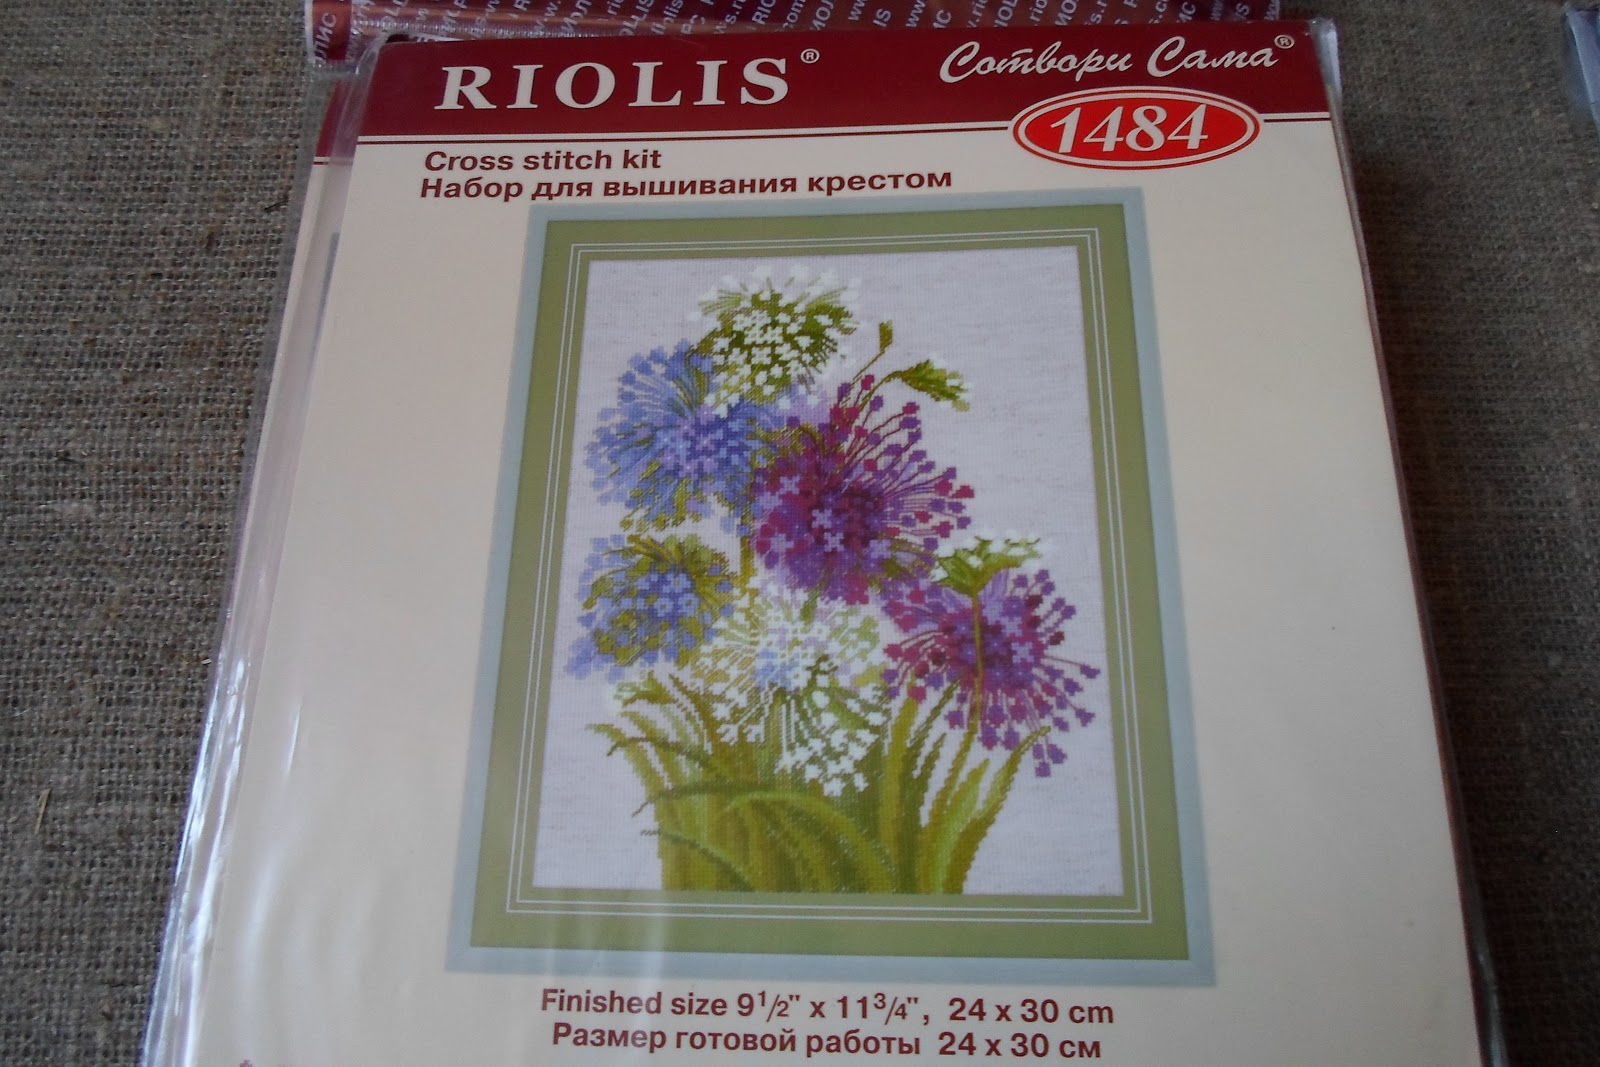 RIOLIS®
Сотвори Сама®
1484
Cross stitch kit
Набор для вышивания крестом
Finished size 9 1/2" x 11 3/4", 24 x 30 cm
Размер готовой работы 24 x 30 см